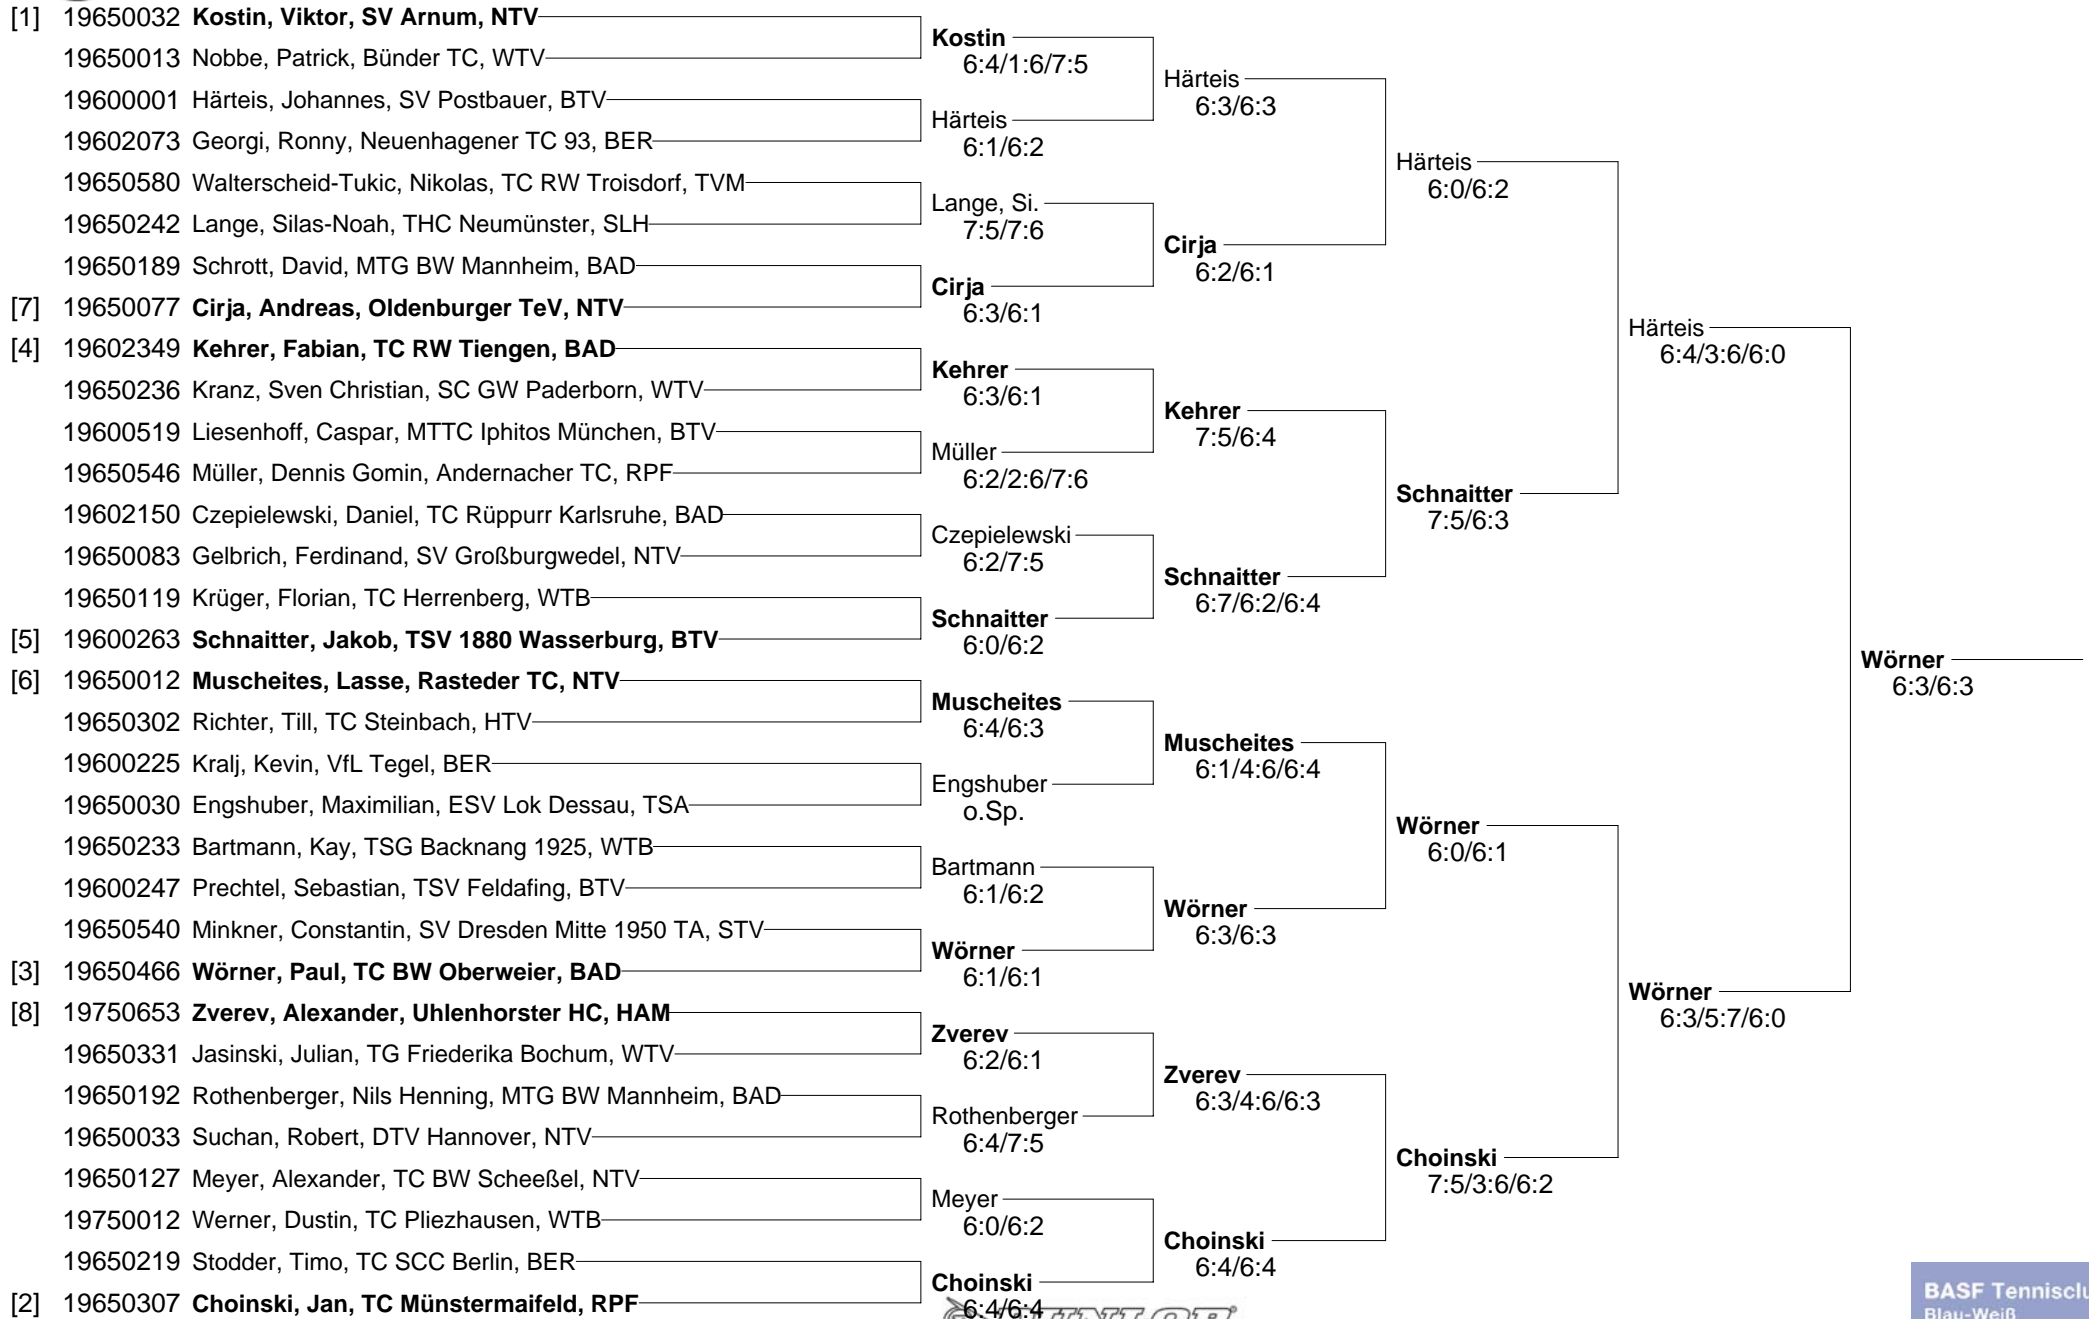 [1] 19650032 Kostin, Viktor, SV Arnum, NTV
19650013 Nobbe, Patrick, Bünder TC, WTV
19600001 Härteis, Johannes, SV Postbauer, BTV
19602073 Georgi, Ronny, Neuenhagener TC 93, BER
19650580 Walterscheid-Tukic, Nikolas, TC RW Troisdorf, TVM
19650242 Lange, Silas-Noah, THC Neumünster, SLH
19650189 Schrott, David, MTG BW Mannheim, BAD
[7] 19650077 Cirja, Andreas, Oldenburger TeV, NTV
[4] 19602349 Kehrer, Fabian, TC RW Tiengen, BAD
19650236 Kranz, Sven Christian, SC GW Paderborn, WTV
19600519 Liesenhoff, Caspar, MTTC Iphitos München, BTV
19650546 Müller, Dennis Gomin, Andernacher TC, RPF
19602150 Czepielewski, Daniel, TC Rüppurr Karlsruhe, BAD
19650083 Gelbrich, Ferdinand, SV Großburgwedel, NTV
19650119 Krüger, Florian, TC Herrenberg, WTB
[5] 19600263 Schnaitter, Jakob, TSV 1880 Wasserburg, BTV
[6] 19650012 Muscheites, Lasse, Rasteder TC, NTV
19650302 Richter, Till, TC Steinbach, HTV
19600225 Kralj, Kevin, VfL Tegel, BER
19650030 Engshuber, Maximilian, ESV Lok Dessau, TSA
19650233 Bartmann, Kay, TSG Backnang 1925, WTB
19600247 Prechtel, Sebastian, TSV Feldafing, BTV
19650540 Minkner, Constantin, SV Dresden Mitte 1950 TA, STV
[3] 19650466 Wörner, Paul, TC BW Oberweier, BAD
[8] 19750653 Zverev, Alexander, Uhlenhorster HC, HAM
19650331 Jasinski, Julian, TG Friederika Bochum, WTV
19650192 Rothenberger, Nils Henning, MTG BW Mannheim, BAD
19650033 Suchan, Robert, DTV Hannover, NTV
19650127 Meyer, Alexander, TC BW Scheeßel, NTV
19750012 Werner, Dustin, TC Pliezhausen, WTB
19650219 Stodder, Timo, TC SCC Berlin, BER
[2] 19650307 Choinski, Jan, TC Münstermaifeld, RPF
Kostin
6:4/1:6/7:5
Härteis
6:1/6:2
Lange, Si.
7:5/7:6
Cirja
6:3/6:1
Kehrer
6:3/6:1
Müller
6:2/2:6/7:6
Czepielewski
6:2/7:5
Schnaitter
6:0/6:2
Muscheites
6:4/6:3
Engshuber
o.Sp.
Bartmann
6:1/6:2
Wörner
6:1/6:1
Zverev
6:2/6:1
Rothenberger
6:4/7:5
Meyer
6:0/6:2
Choinski
6:4/6:4
Härteis
6:3/6:3
Cirja
6:2/6:1
Kehrer
7:5/6:4
Schnaitter
6:7/6:2/6:4
Muscheites
6:1/4:6/6:4
Wörner
6:3/6:3
Zverev
6:3/4:6/6:3
Choinski
6:4/6:4
Härteis
6:0/6:2
Schnaitter
7:5/6:3
Wörner
6:0/6:1
Choinski
7:5/3:6/6:2
Härteis
6:4/3:6/6:0
Wörner
6:3/5:7/6:0
Wörner
6:3/6:3
BASF Tennisclu
Blau-Weiß